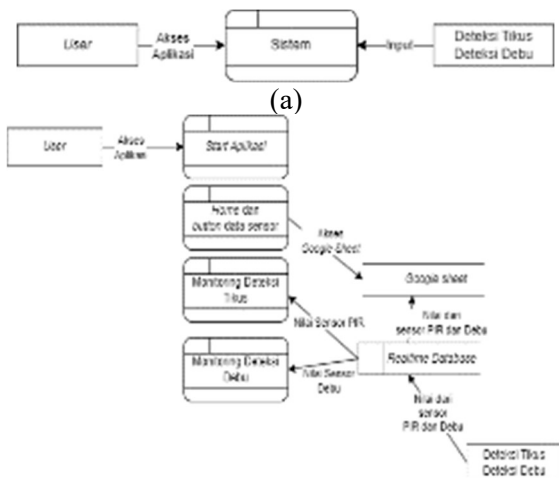 User
Akses
Aplikasi
Sistem
Input
Deteksi Tikus
Deteksi Debu
(a)
User
Akses
Aplikasi
Start Aplikasi
Home dan
button data sensor
Akses
Google Sheet
Monitoring Deteksi
Tikus
Google sheet
Nilai Sensor PIR
Nilai dari
sensor PIR dan Debu
Monitoring Deteksi
Debu
Nilai Sensor
Debu
Realtime Database
Nilai dari
sensor
PIR dan Debu
Deteksi Tikus
Deteksi Debu